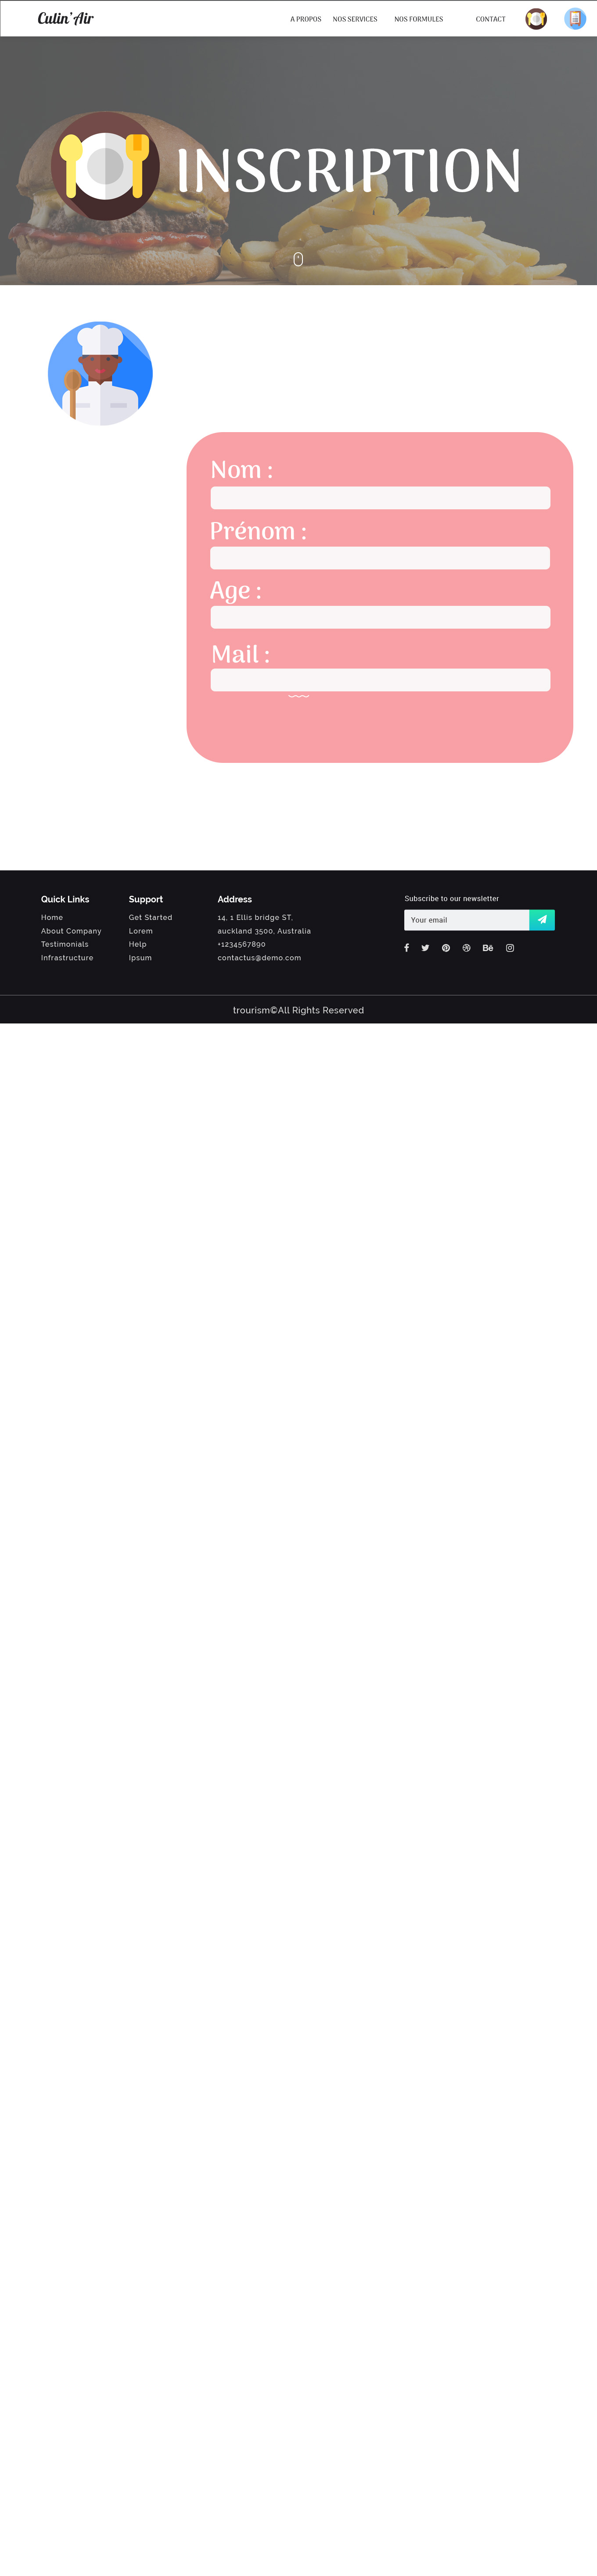 Culin'Air
A PROPOS
NOS SERVICES
NOS FORMULES
CONTACT
INSCRIPTION
Nom :
Prénom :
Age :
Mail :
Quick Links
Home
About Company
Testimonials
Infrastructure
Support
Get Started
Lorem
Help
Ipsum
Address
14, 1 Ellis bridge ST,
auckland 3500, Australia
+1234567890
contactus@demo.com
Subscribe to our newsletter
Your email
trourism©All Rights Reserved